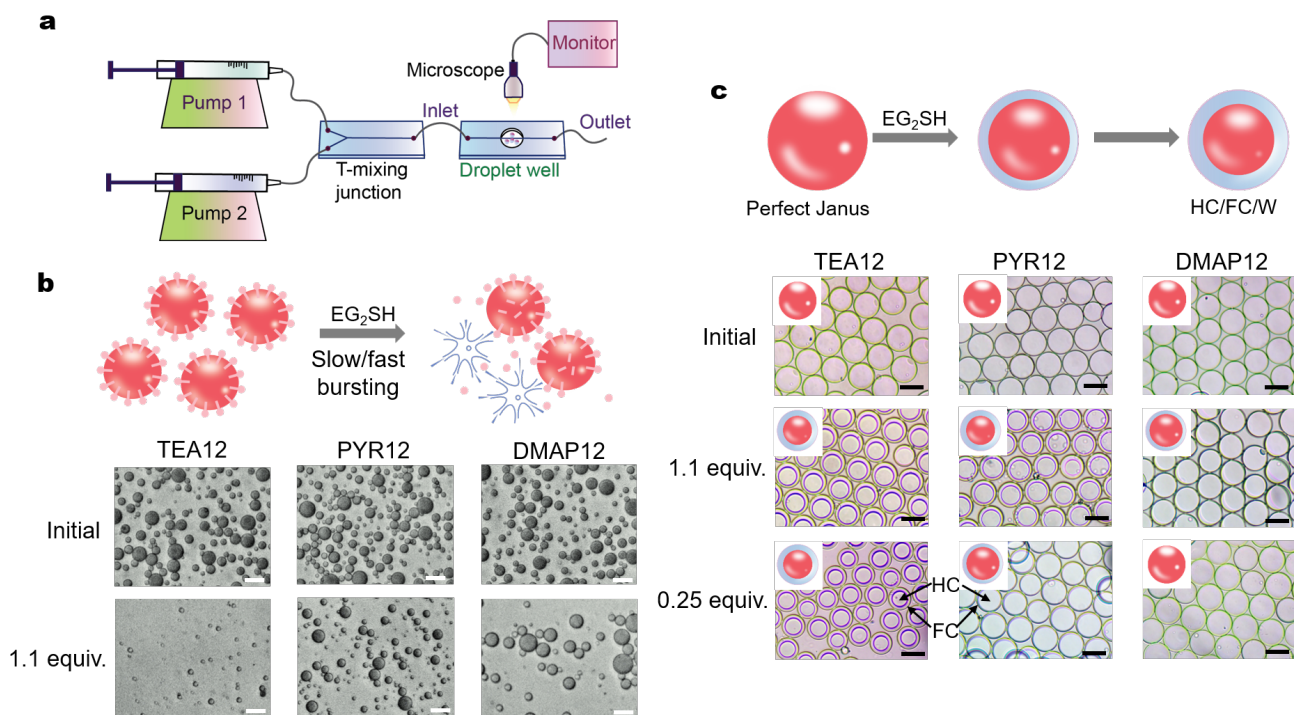 a
Pump 1
Pump 2
T-mixing
junction
Inlet
Microscope
Monitor
Droplet well
Outlet
b
EG₂SH
Slow/fast
bursting
TEA12
PYR12
DMAP12
Initial
1.1 equiv.
c
EG₂SH
Perfect Janus
HC/FC/W
TEA12
PYR12
DMAP12
Initial
1.1 equiv.
0.25 equiv.
HC
FC